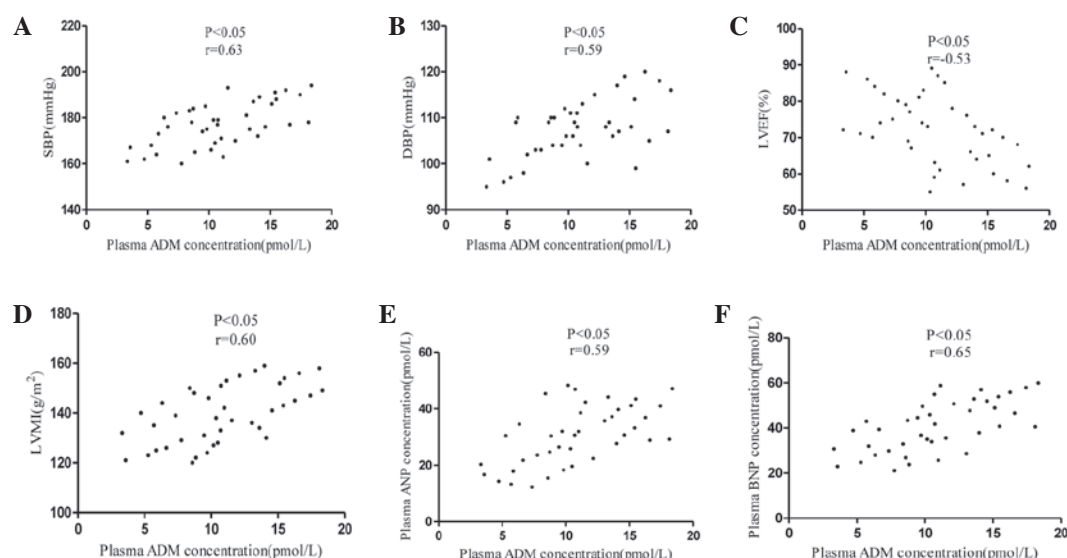 A
P<0.05
r=0.63
SBP(mmHg)
220
200
180
160
140
0 5 10 15 20
Plasma ADM concentration(pmol/L)
B
P<0.05
r=0.59
DBP(mmHg)
130
120
110
100
90
0 5 10 15 20
Plasma ADM concentration(pmol/L)
C
P<0.05
r=-0.53
LVEF(%)
100
90
80
70
60
50
0 5 10 15 20
Plasma ADM concentration(pmol/L)
D
P<0.05
r=0.60
LVMI(g/m²)
180
160
140
120
100
0 5 10 15 20
Plasma ADM concentration(pmol/L)
E
P<0.05
r=0.59
Plasma ANP concentration(pmol/L)
60
40
20
0
0 5 10 15 20
Plasma ADM concentration(pmol/L)
F
P<0.05
r=0.65
Plasma BNP concentration(pmol/L)
80
60
40
20
0
0 5 10 15 20
Plasma ADM concentration(pmol/L)